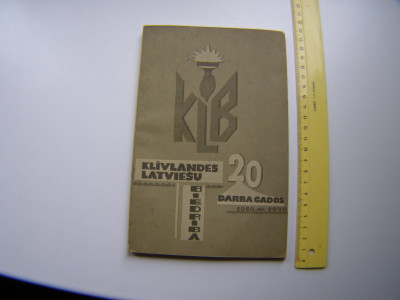 KLB
KLĪVLANDES
LATVIEŠU
BIEDRĪBA
20
DARBA GADOS